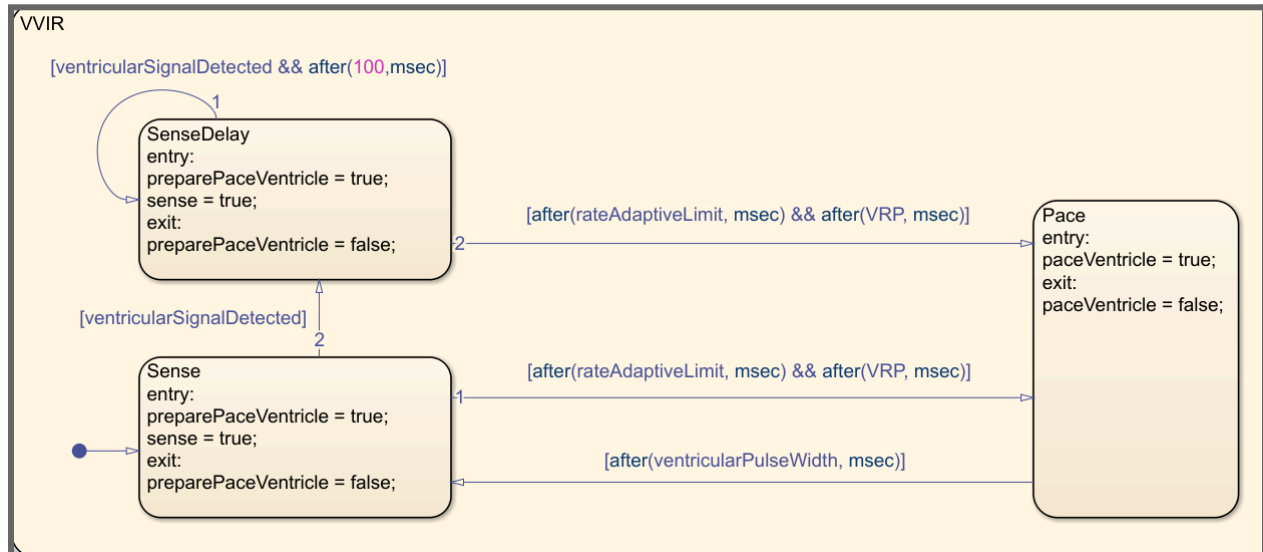 VVIR
[ventricularSignalDetected && after(100,msec)]
1
SenseDelay
entry:
preparePaceVentricle = true;
sense = true;
exit:
preparePaceVentricle = false;
[after(rateAdaptiveLimit, msec) && after(VRP, msec)]
2
Pace
entry:
paceVentricle = true;
exit:
paceVentricle = false;
[ventricularSignalDetected]
2
Sense
entry:
preparePaceVentricle = true;
sense = true;
exit:
preparePaceVentricle = false;
[after(rateAdaptiveLimit, msec) && after(VRP, msec)]
1
[after(ventricularPulseWidth, msec)]